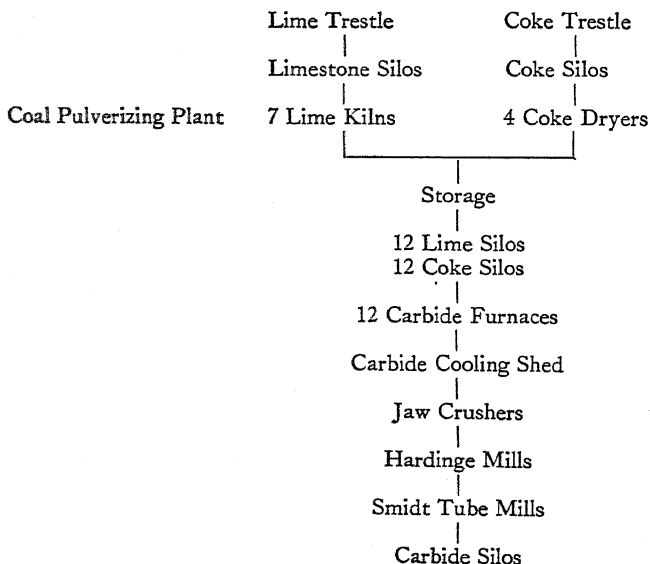 Lime Trestle Coke Trestle
Limestone Silos Coke Silos
Coal Pulverizing Plant 7 Lime Kilns 4 Coke Dryers
Storage
12 Lime Silos
12 Coke Silos
12 Carbide Furnaces
Carbide Cooling Shed
Jaw Crushers
Hardinge Mills
Smidt Tube Mills
Carbide Silos